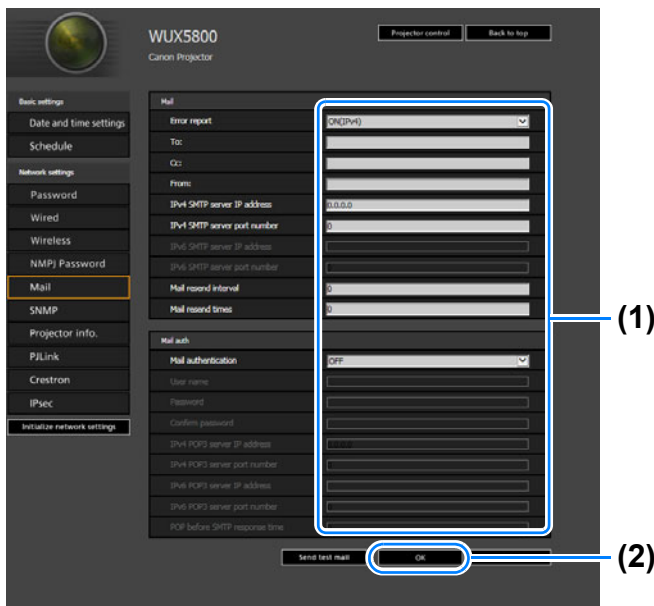 WUX5800
Canon Projector
Projector control
Back to top
Basic settings
Date and time settings
Schedule
Network settings
Password
Wired
Wireless
NMPJ Password
Mail
SNMP
Projector info.
PJLink
Crestron
IPsec
Initialize network settings
Mail
Error report ON(IPv4)
To:
Cc:
From:
IPv4 SMTP server IP address 0.0.0.0
IPv4 SMTP server port number 0
IPv6 SMTP server IP address
IPv6 SMTP server port number
Mail resend interval 0
Mail resend times 0
Mail auth
Mail authentication OFF
User name
Password
Confirm password
IPv4 POP3 server IP address 0.0.0.0
IPv4 POP3 server port number
IPv6 POP3 server IP address
IPv6 POP3 server port number
POP before SMTP response time
Send test mail
OK
(1)
(2)